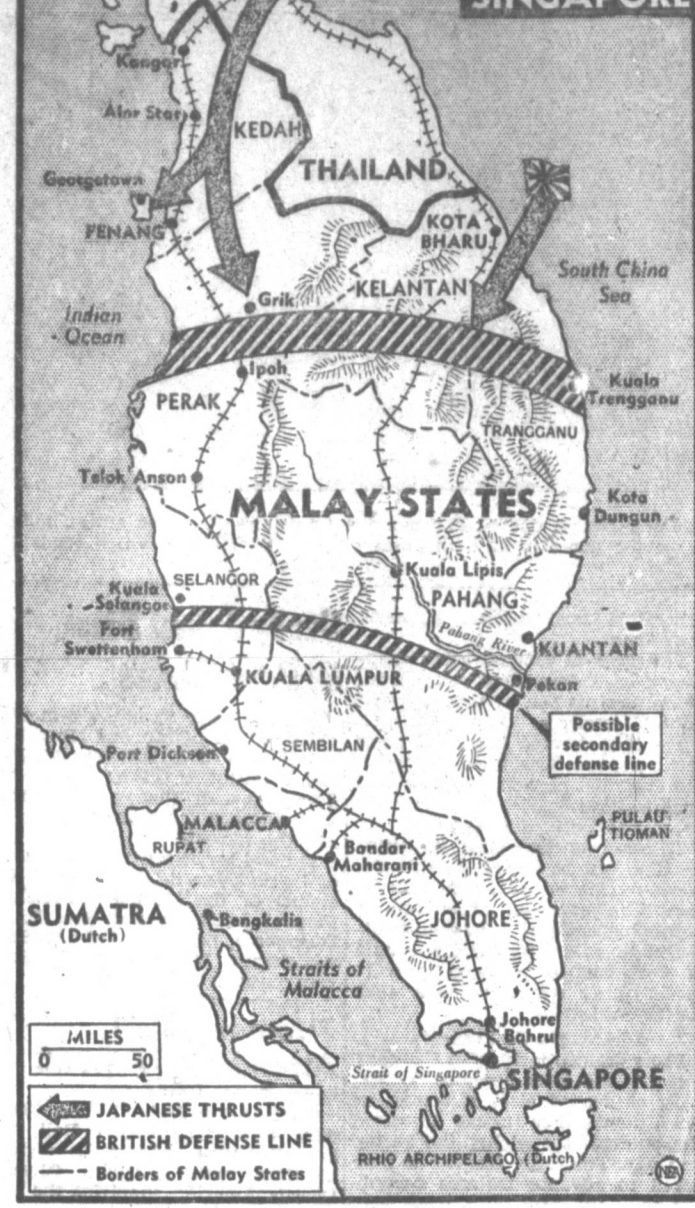 SINGAPORE
Kangar
Alor Star
KEDAH
THAILAND
Georgetown
PENANG
KOTA
BHARU
South China
Sea
KELANTAN
Grik
Indian
Ocean
Ipoh
PERAK
Kuala
Trengganu
TRANGGANU
Telok Anson
MALAY STATES
Kota
Dungun
Kuala Lipis
SELANGOR
Kuala
Selangor
PAHANG
Pahang River
Port
Swettenham
KUANTAN
KUALA LUMPUR
Pekan
Possible
secondary
defense line
Port Dickson
SEMBILAN
MALACCA
RUPAT
PULAU
TIOMAN
Bandar
Maharani
SUMATRA
(Dutch)
Bengkalis
JOHORE
Straits of
Malacca
MILES
0 50
Johore
Bahru
Strait of Singapore
SINGAPORE
JAPANESE THRUSTS
BRITISH DEFENSE LINE
Borders of Malay States
RHIO ARCHIPELAGO (Dutch)
NEA